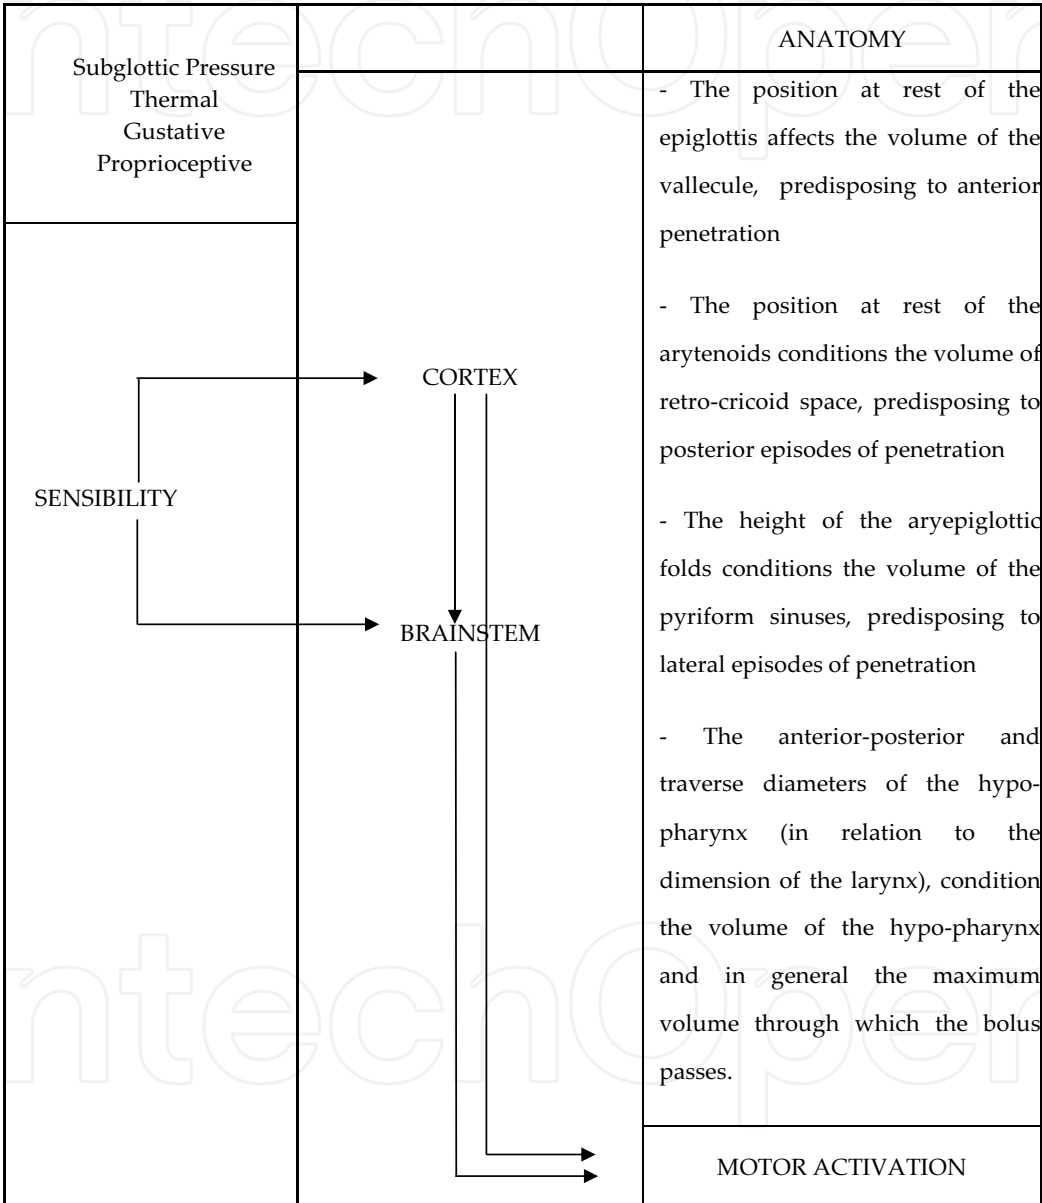 Subglottic Pressure
Thermal
Gustative
Proprioceptive
SENSIBILITY
CORTEX
BRAINSTEM
ANATOMY
- The position at rest of the
epiglottis affects the volume of the
vallecule, predisposing to anterior
penetration
- The position at rest of the
arytenoids conditions the volume of
retro-cricoid space, predisposing to
posterior episodes of penetration
- The height of the aryepiglottic
folds conditions the volume of the
pyriform sinuses, predisposing to
lateral episodes of penetration
- The anterior-posterior and
traverse diameters of the hypo-
pharynx (in relation to the
dimension of the larynx), condition
the volume of the hypo-pharynx
and in general the maximum
volume through which the bolus
passes.
MOTOR ACTIVATION
ntechOpen
ntechOpen